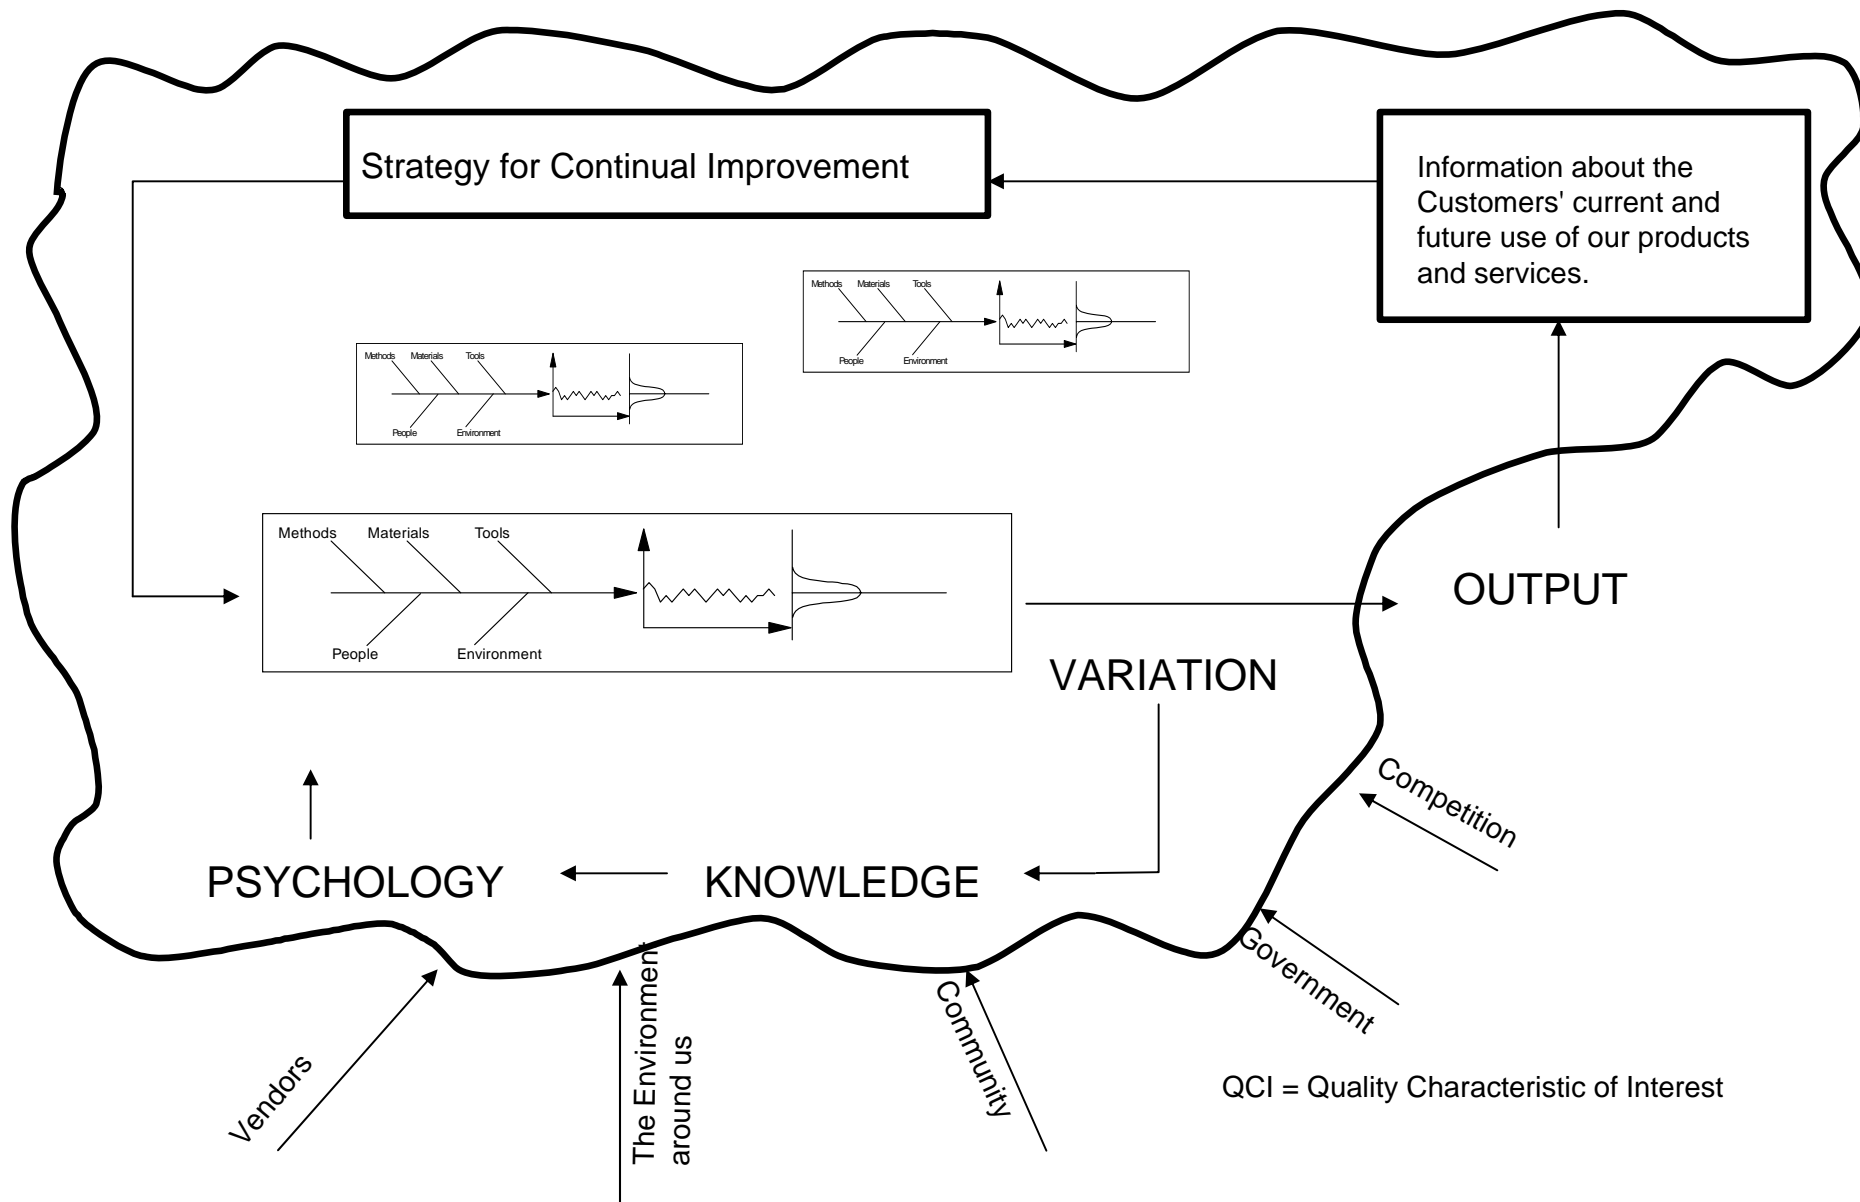 Strategy for Continual Improvement
Information about the
Customers' current and
future use of our products
and services.
Methods
Materials
Tools
People
Environment
Methods
Materials
Tools
People
Environment
Methods
Materials
Tools
People
Environment
OUTPUT
VARIATION
PSYCHOLOGY
KNOWLEDGE
Competition
Government
Community
The Environment
around us
Vendors
QCI = Quality Characteristic of Interest